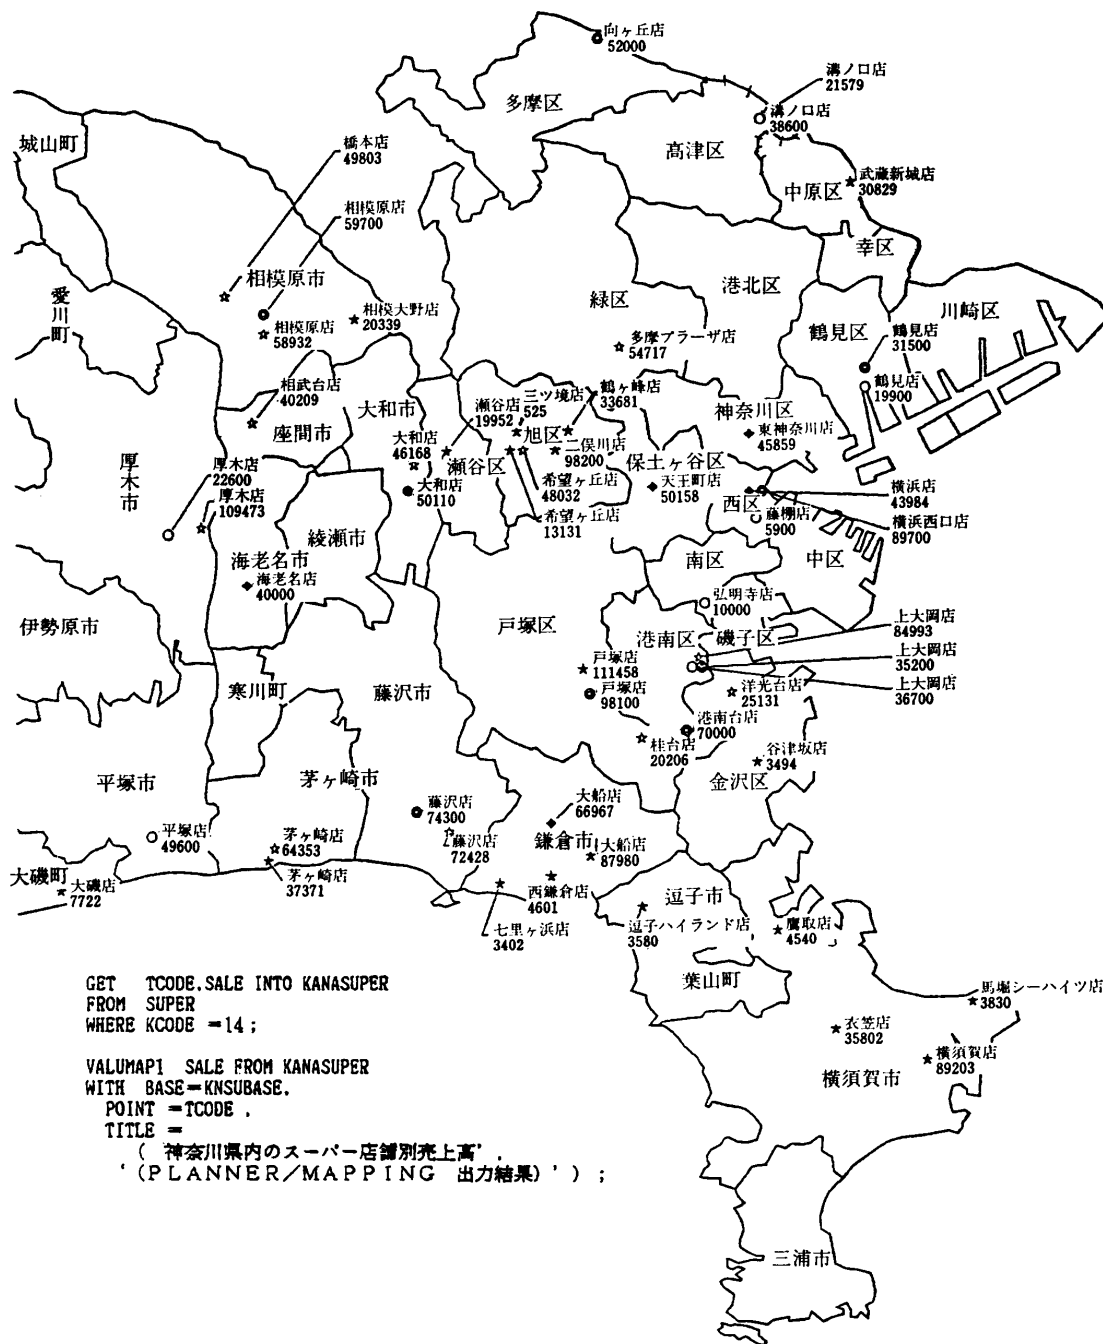 向ヶ丘店
52000
溝ノ口店
21579
多摩区
溝ノ口店
38600
城山町
橋本店
49803
高津区
武蔵新城店
30829
中原区
相模原店
59700
幸区
相模原市
愛川町
緑区
港北区
川崎区
相模大野店
20339
鶴見区
鶴見店
31500
相模原店
58932
多摩プラーザ店
54717
鶴見店
19900
相武台店
40209
大和市
瀬谷店
19952
三ツ境店
525
鶴ヶ峰店
33681
神奈川区
座間市
旭区
東神奈川店
45859
大和店
46168
二俣川店
98200
厚木市
厚木店
22600
瀬谷区
保土ヶ谷区
希望ヶ丘店
48032
天王町店
50158
大和店
50110
横浜店
43984
厚木店
109473
西区
藤棚店
5900
希望ヶ丘店
13131
横浜西口店
89700
綾瀬市
海老名市
南区
中区
海老名店
40000
弘明寺店
10000
伊勢原市
戸塚区
港南区
磯子区
上大岡店
84993
上大岡店
35200
戸塚店
111458
上大岡店
36700
寒川町
藤沢市
戸塚店
98100
洋光台店
25131
港南台店
70000
桂台店
20206
谷津坂店
3494
平塚市
茅ヶ崎市
金沢区
藤沢店
74300
大船店
66967
平塚店
49600
茅ヶ崎店
64353
藤沢店
72428
鎌倉市
大船店
87980
大磯町
大磯店
7722
茅ヶ崎店
37371
西鎌倉店
4601
逗子市
七里ヶ浜店
3402
逗子ハイランド店
3580
鷹取店
4540
葉山町
馬堀シーハイツ店
3830
衣笠店
35802
横須賀店
89203
横須賀市
三浦市
GET TCODE.SALE INTO KANASUPER
FROM SUPER
WHERE KCODE =14;
VALUMAP1 SALE FROM KANASUPER
WITH BASE=KNSUBASE.
POINT =TCODE .
TITLE =
( 神奈川県内のスーパー店舗別売上高' .
' (PLANNER/MAPPING 出力結果) ' ) ;